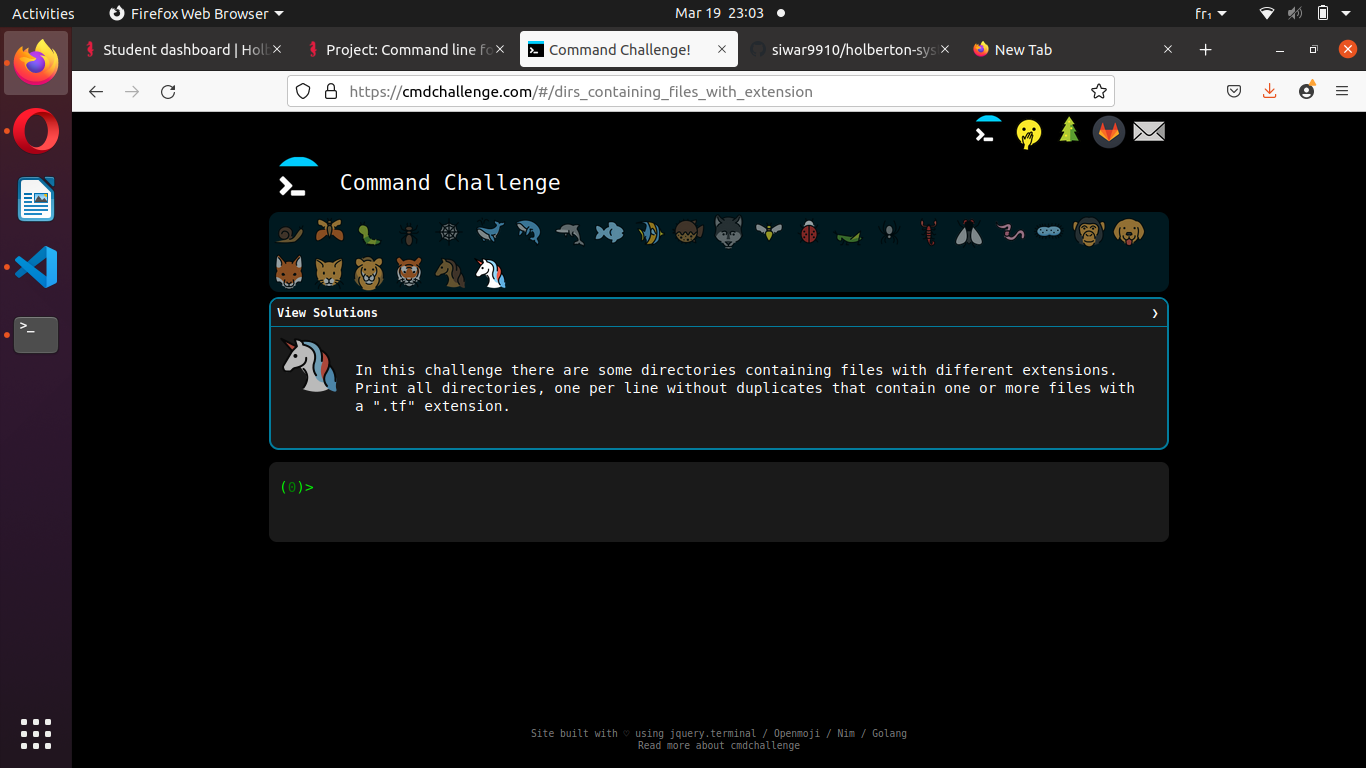 Activities
Firefox Web Browser
Mar 19 23:03
fr₁
Student dashboard | Holb
Project: Command line fo
Command Challenge!
siwar9910/holberton-sys
New Tab
https://cmdchallenge.com/#/dirs_containing_files_with_extension
Command Challenge
View Solutions
In this challenge there are some directories containing files with different extensions.
Print all directories, one per line without duplicates that contain one or more files with
a ".tf" extension.
(0)>
Site built with ♡ using jquery.terminal / Openmoji / Nim / Golang
Read more about cmdchallenge